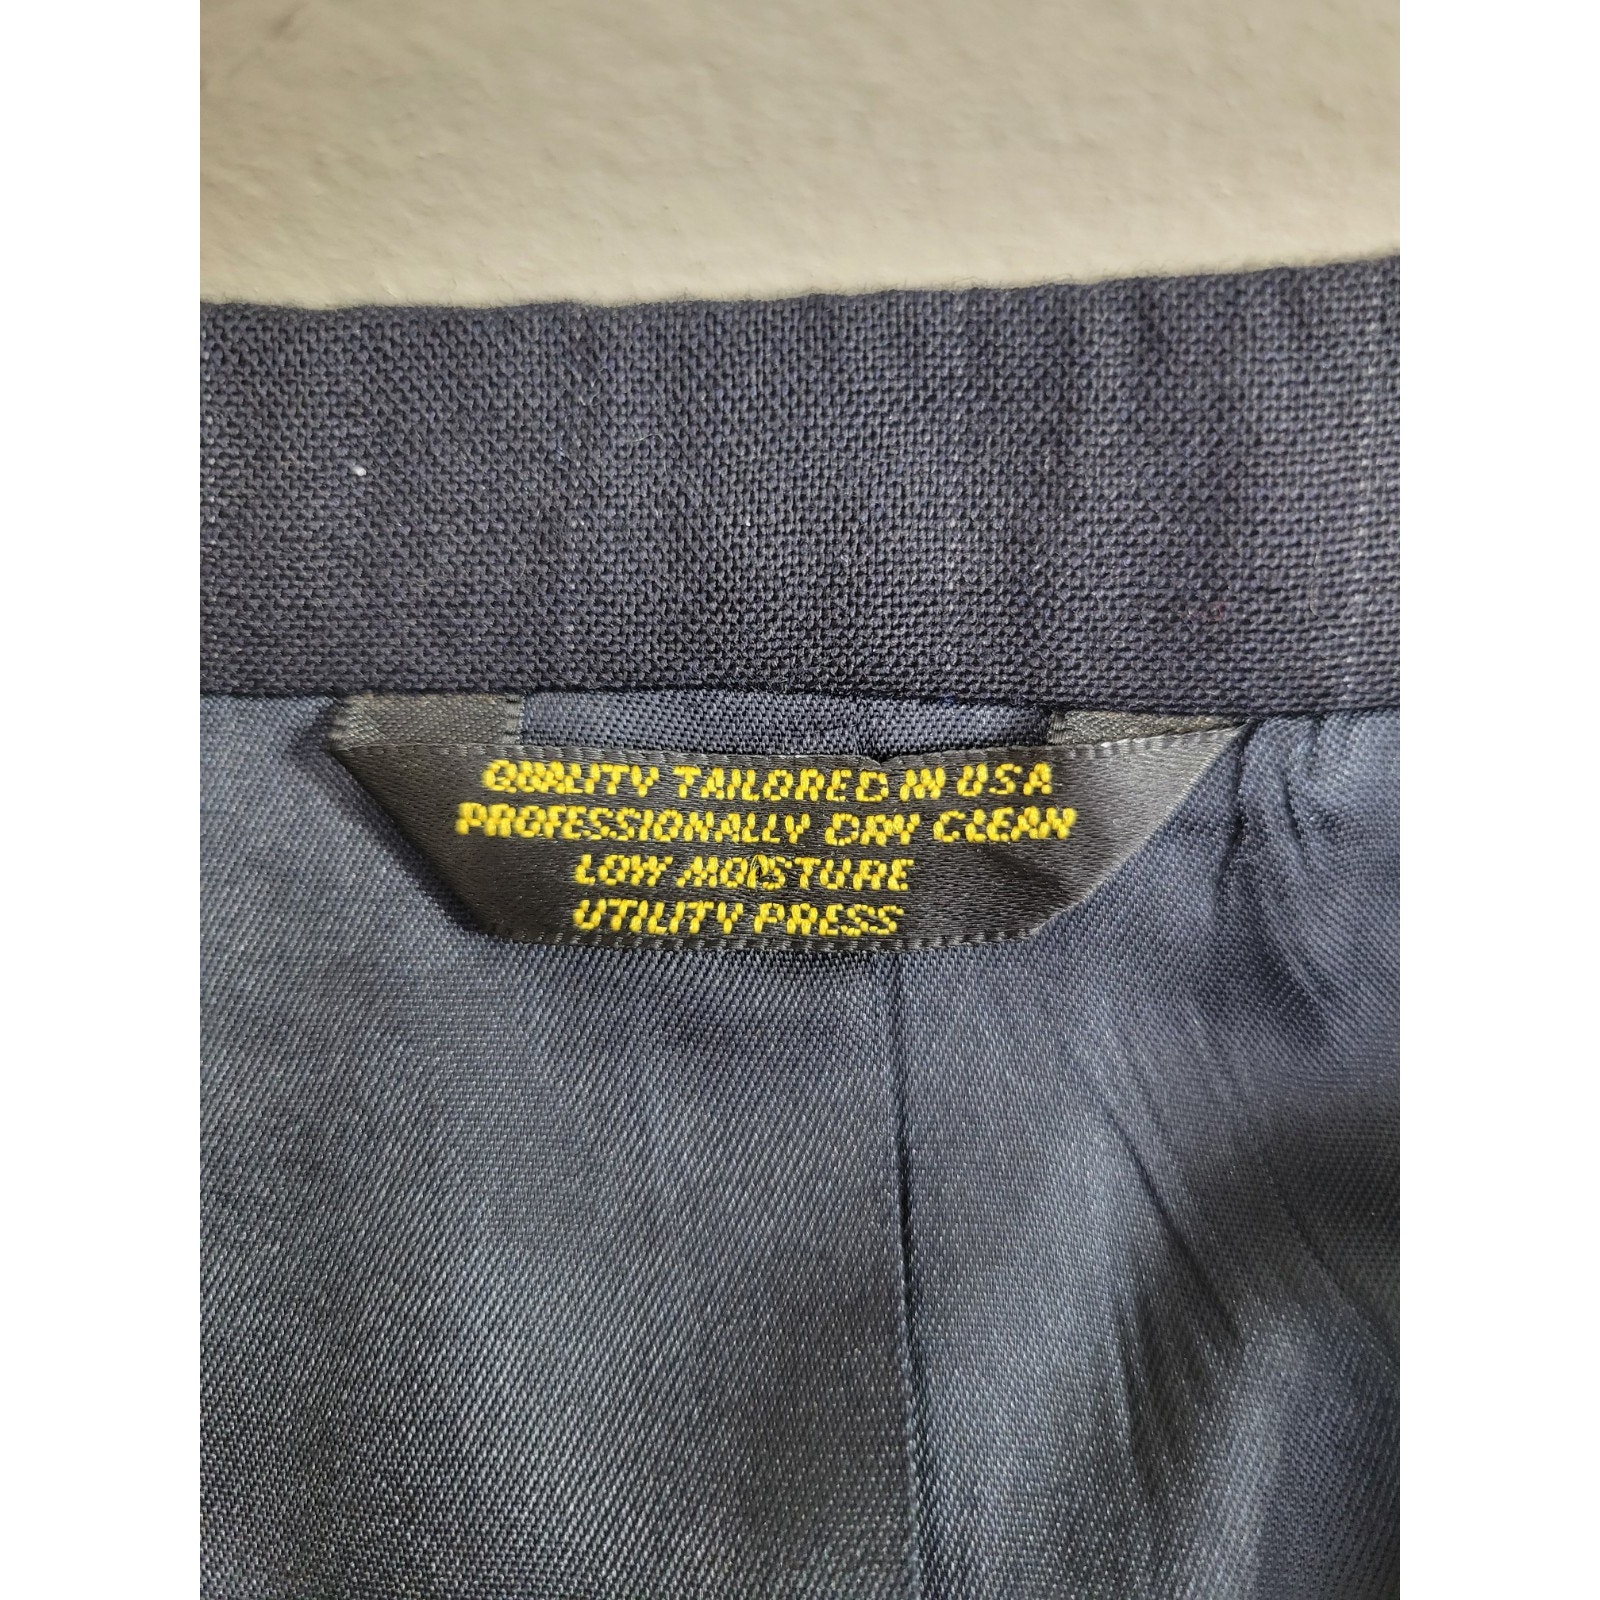 QUALITY TAILORED IN USA
PROFESSIONALLY DRY CLEAN
LOW MOISTURE
UTILITY PRESS